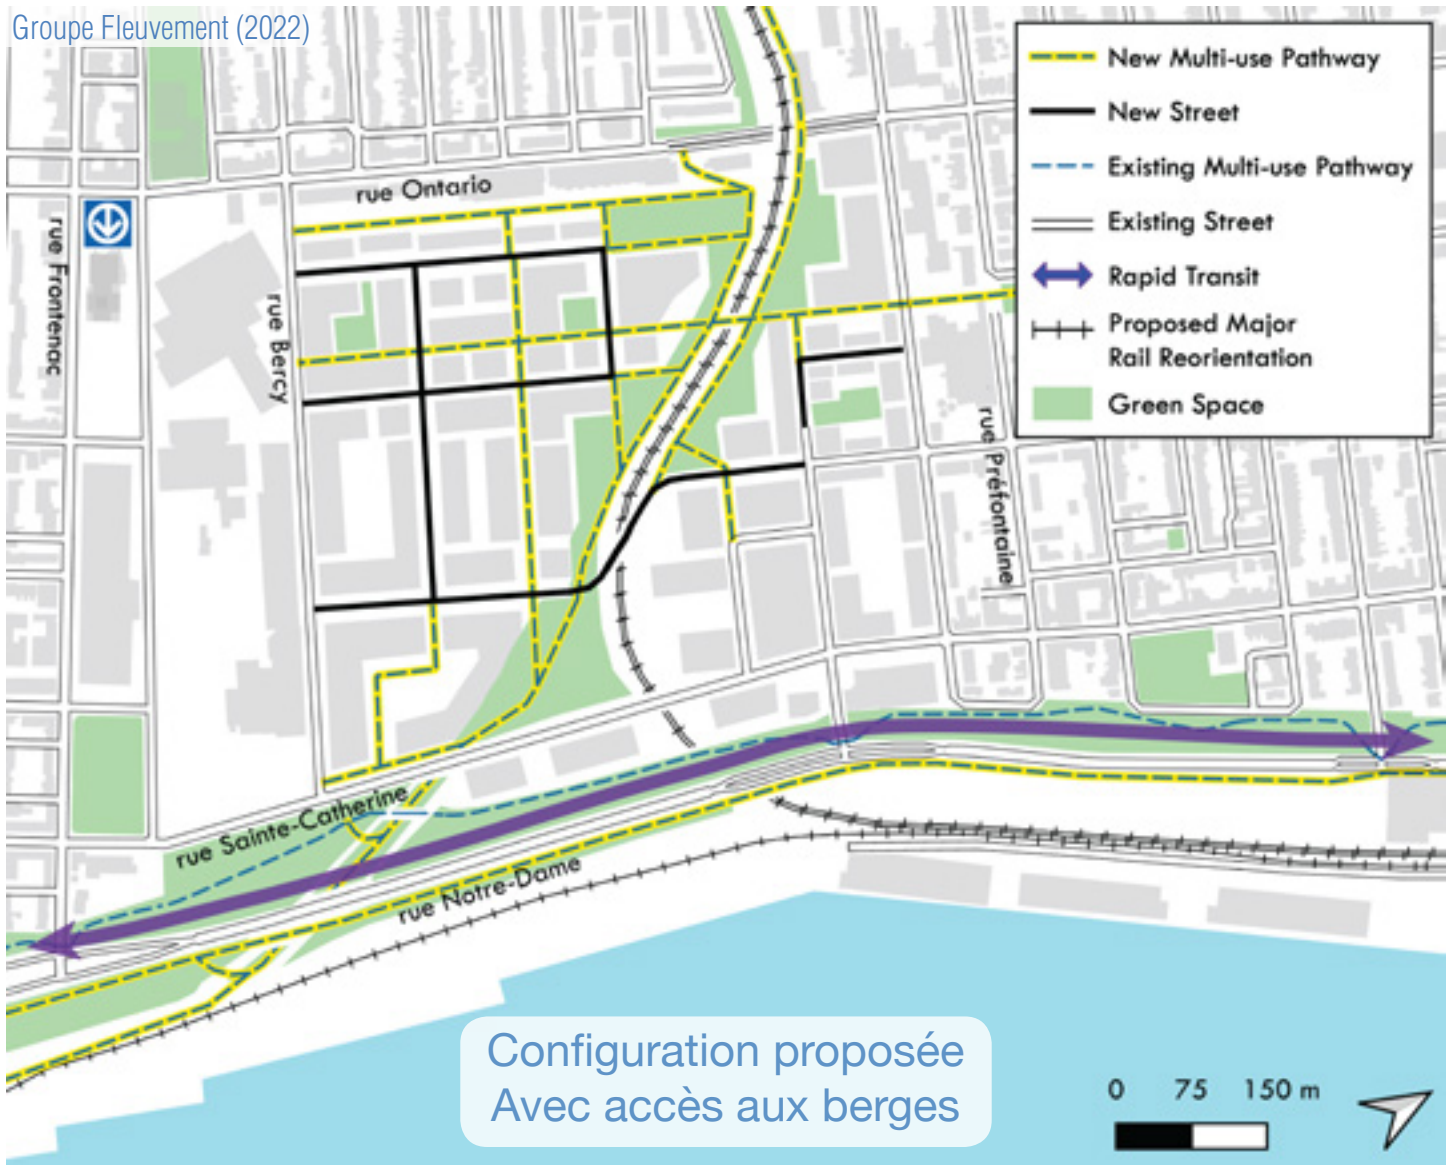 Groupe Fleuvement (2022)
New Multi-use Pathway
New Street
Existing Multi-use Pathway
Existing Street
Rapid Transit
Proposed Major
Rail Reorientation
Green Space
rue Ontario
rue Frontenac
rue Bercy
rue Préfontaine
rue Sainte-Catherine
rue Notre-Dame
Configuration proposée
Avec accès aux berges
0 75 150 m